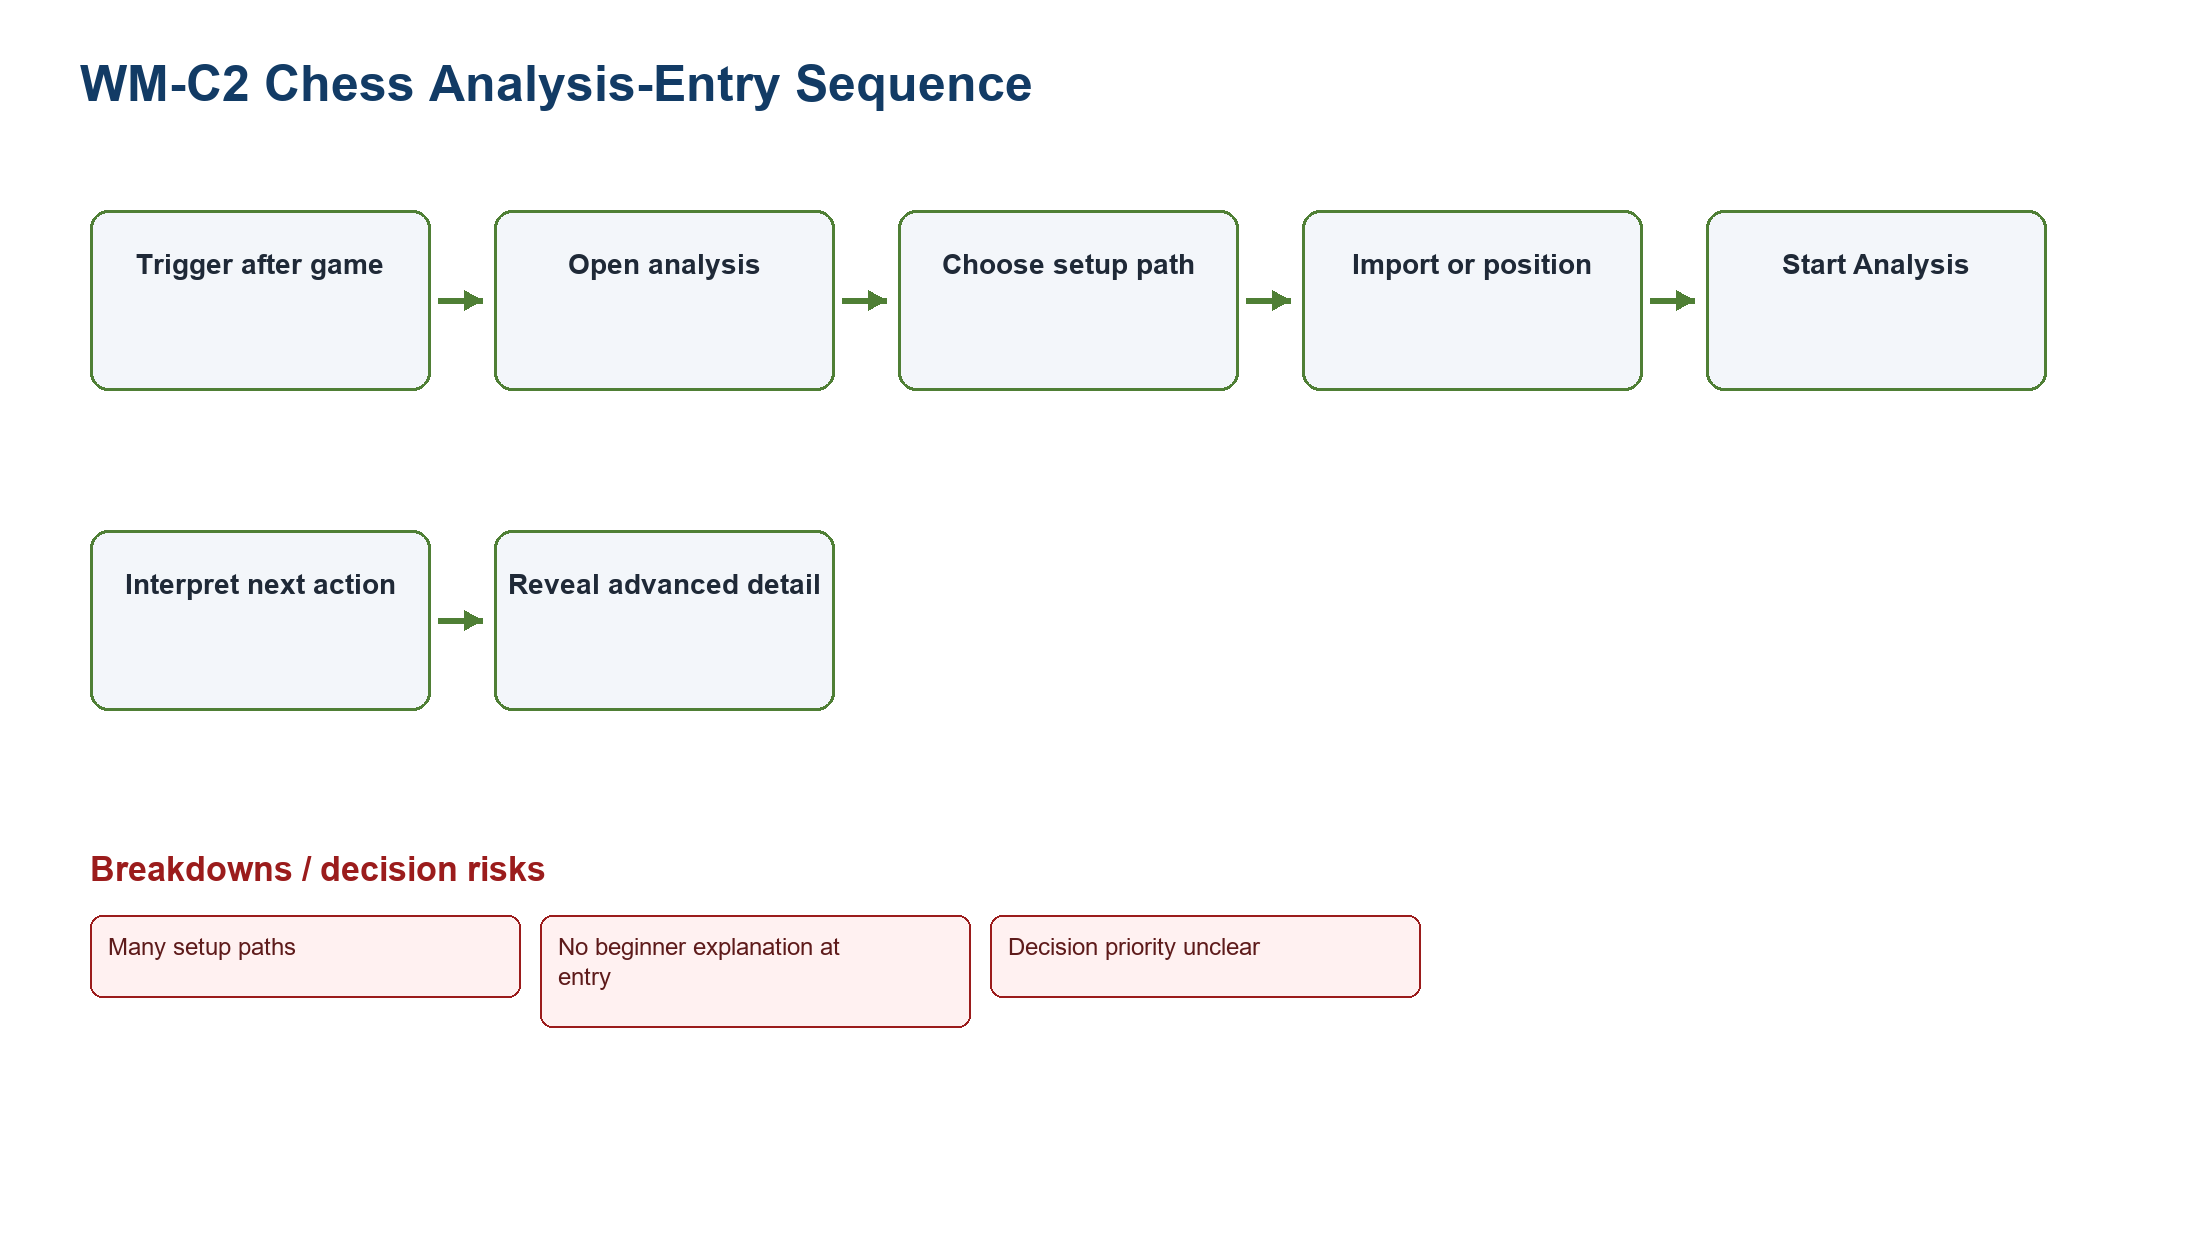 WM-C2 Chess Analysis-Entry Sequence
Trigger after game
Open analysis
Choose setup path
Import or position
Start Analysis
Interpret next action
Reveal advanced detail
Breakdowns / decision risks
Many setup paths
No beginner explanation at
entry
Decision priority unclear